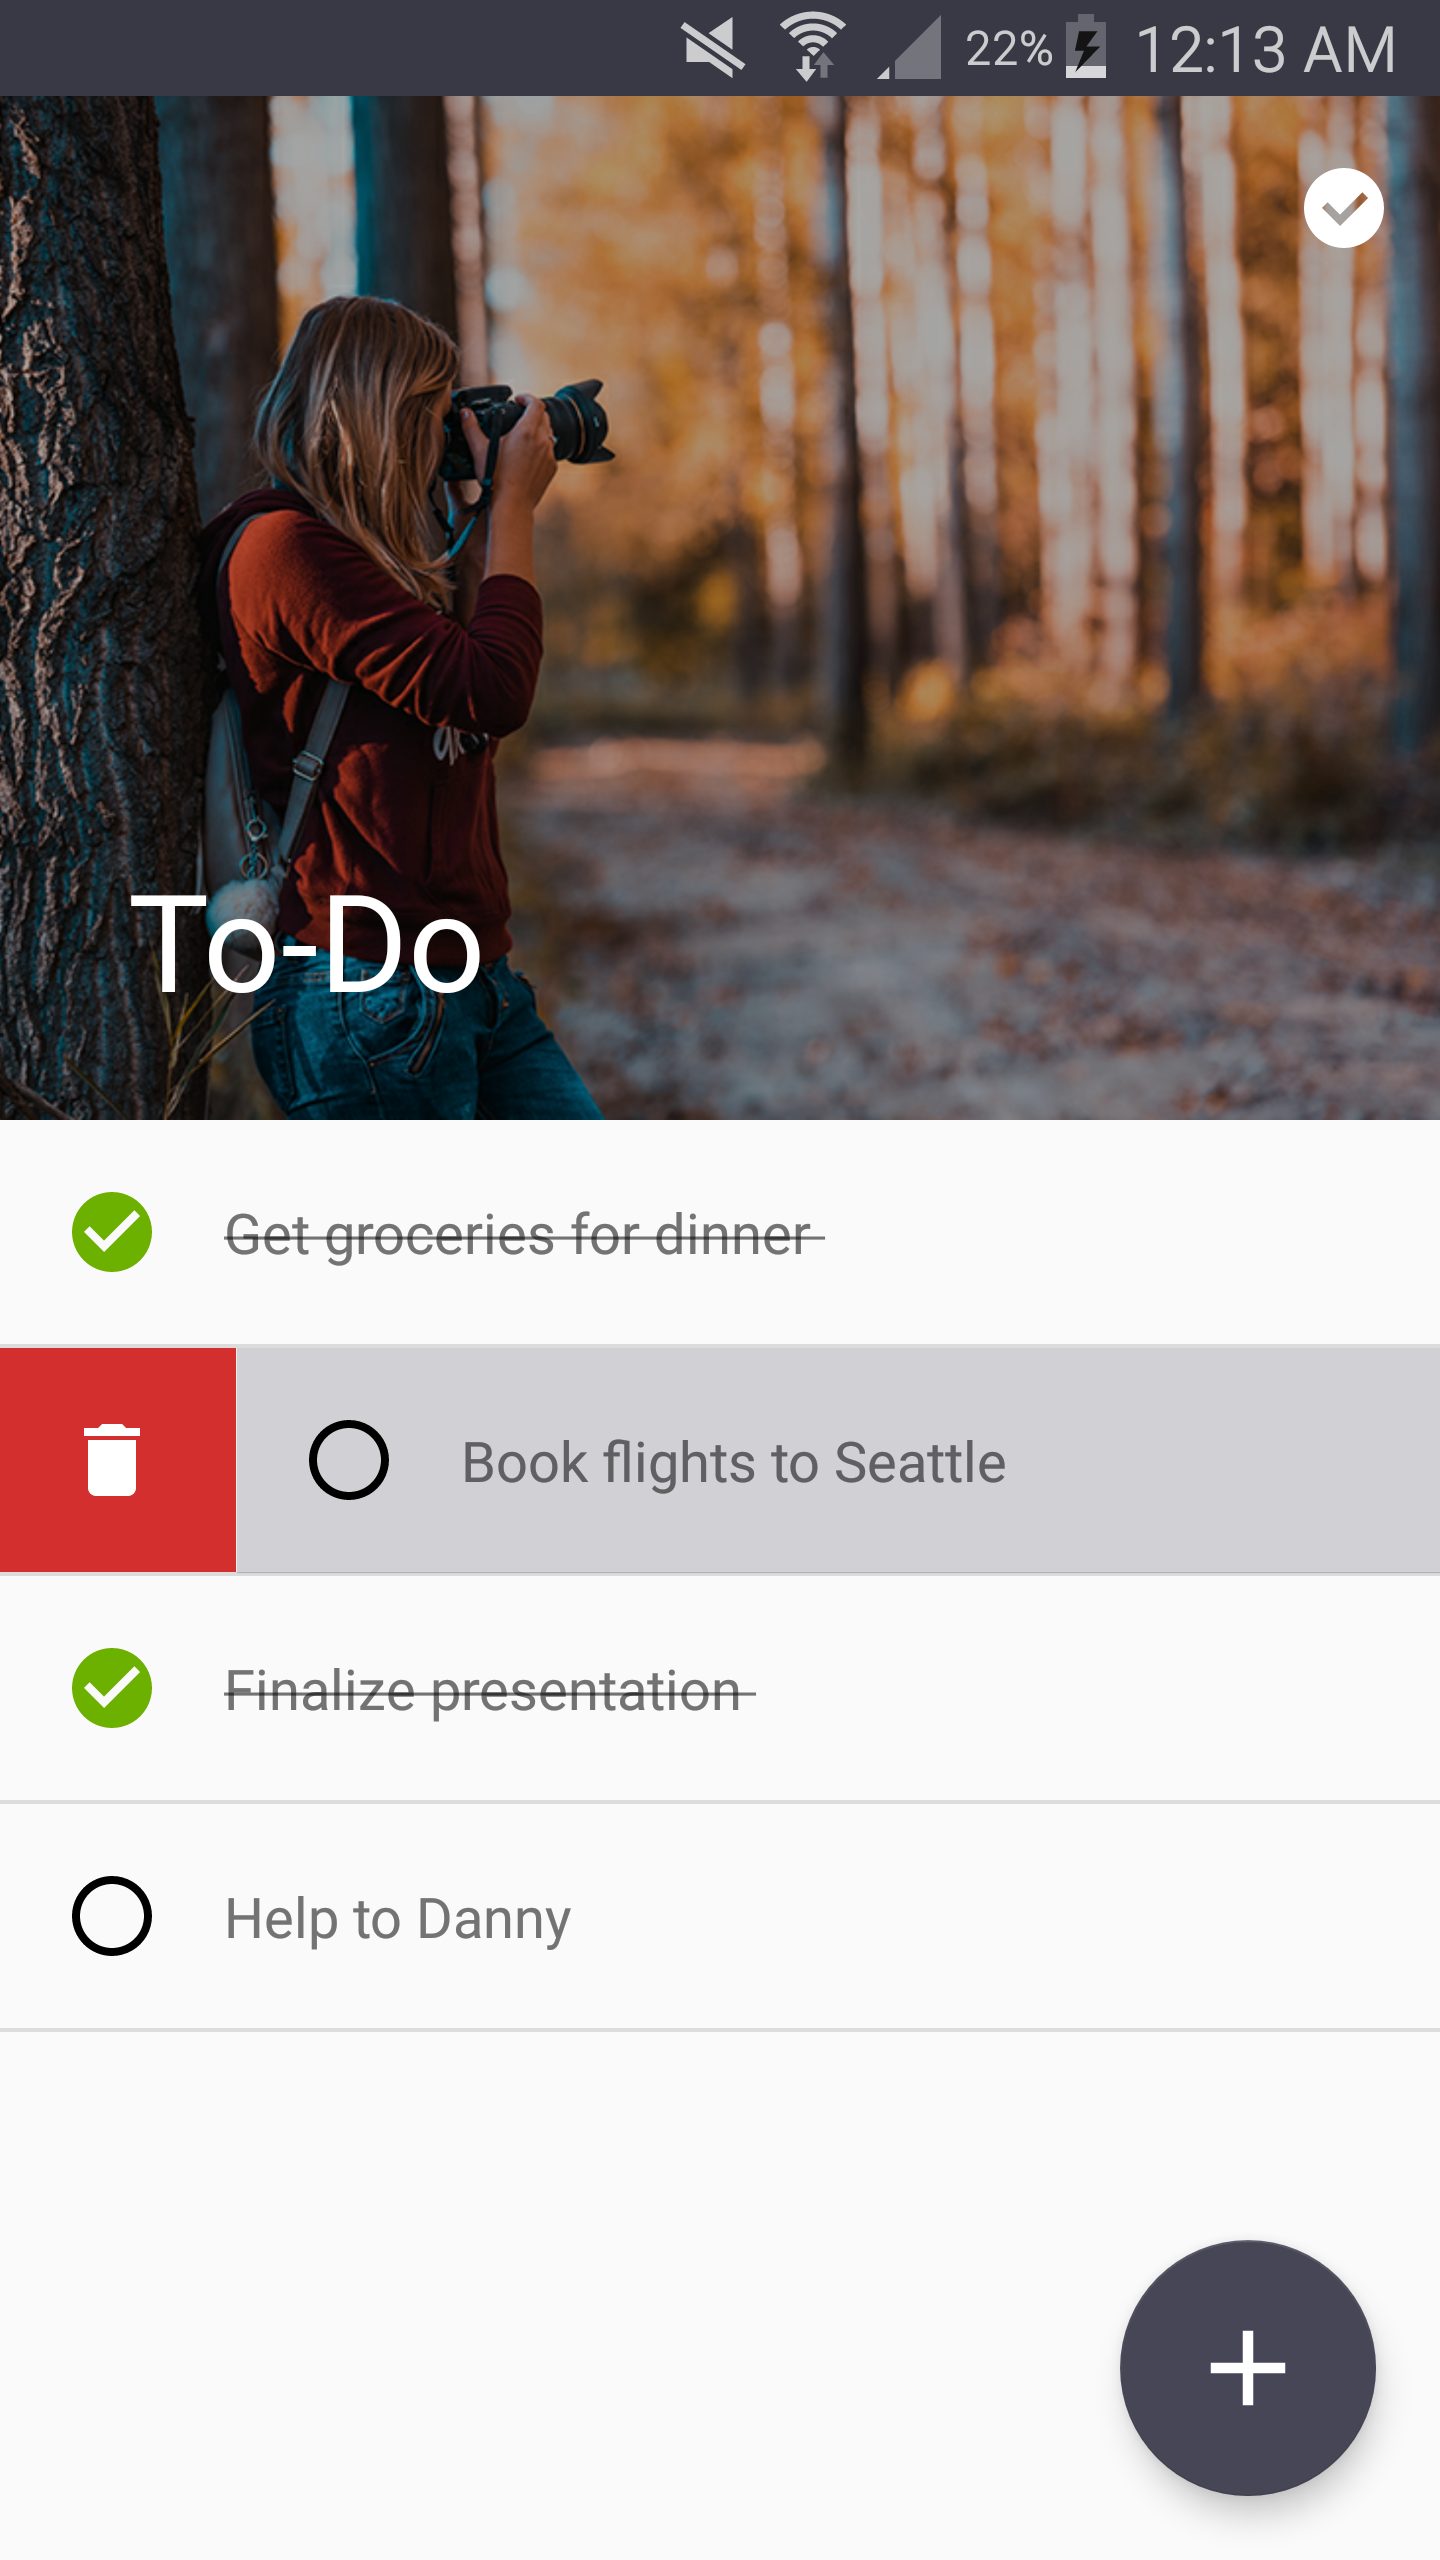 22% 12:13 AM
To-Do
Get groceries for dinner
Book flights to Seattle
Finalize presentation
Help to Danny